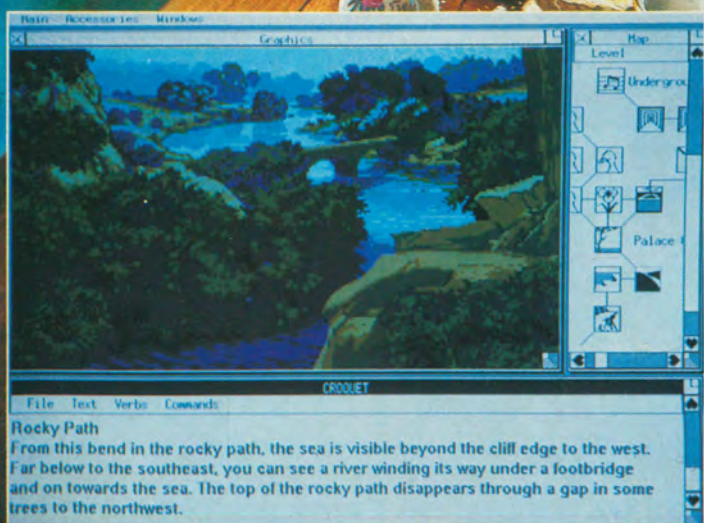 Main Accessories Windows
Graphics
Map
Level
Palace
CROQUET
File Text Verbs Commands
Rocky Path
From this bend in the rocky path, the sea is visible beyond the cliff edge to the west.
Far below to the southeast, you can see a river winding its way under a footbridge
and on towards the sea. The top of the rocky path disappears through a gap in some
trees to the northwest.